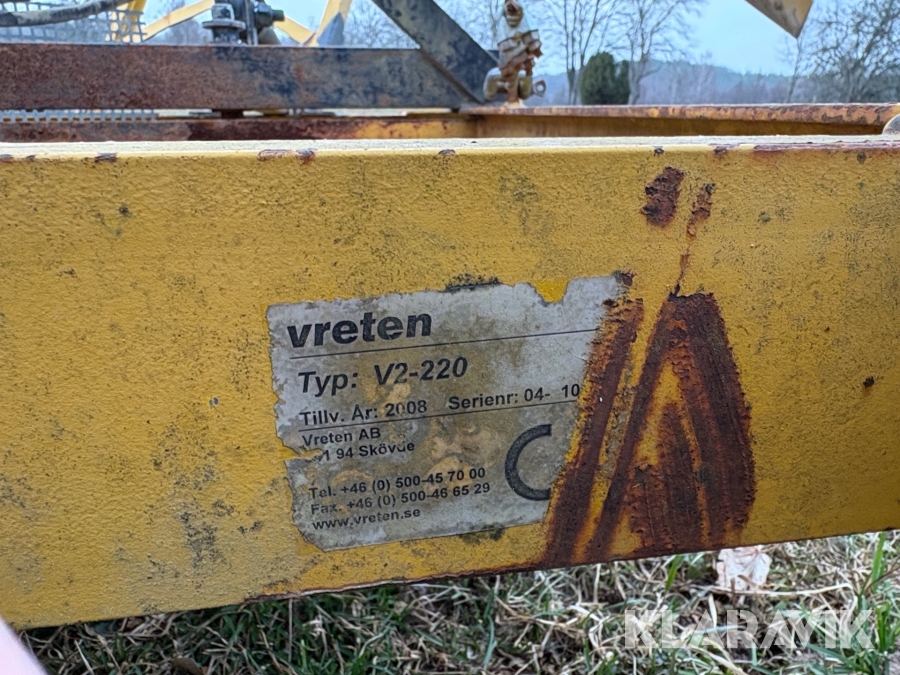 vreten
Typ: V2-220
Tillv. År: 2008 Serienr: 04- 10
Vreten AB
1 94 Skövde
Tel. +46 (0) 500-45 70 00
Fax. +46 (0) 500-46 65 29
www.vreten.se
C
KLARAVIK